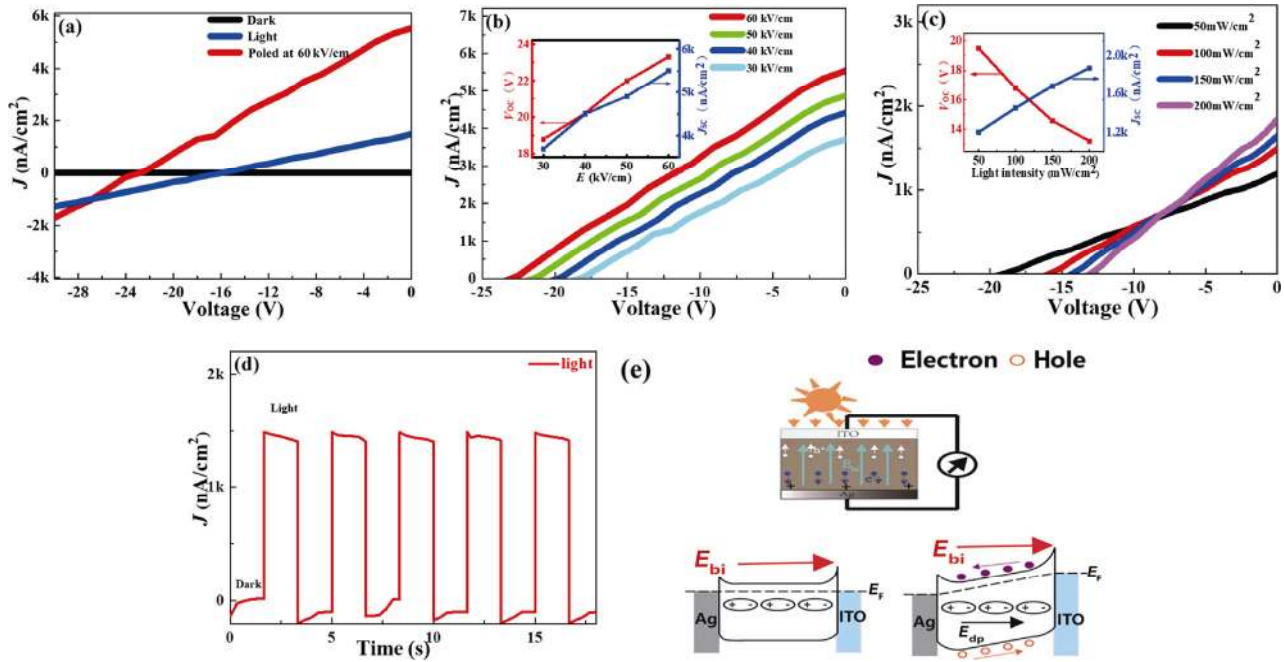 (a)
Dark
Light
Poled at 60 kV/cm
6k
4k
2k
0
-2k
-4k
J (nA/cm²)
-28 -24 -20 -16 -12 -8 -4 0
Voltage (V)
(b)
60 kV/cm
50 kV/cm
40 kV/cm
30 kV/cm
7k
6k
5k
4k
3k
2k
1k
0
J (nA/cm²)
-25 -20 -15 -10 -5 0
Voltage (V)
24
22
20
18
VOC (V)
6k
5k
4k
JSC (nA/cm2)
30 40 50 60
E (kV/cm)
(c)
50mW/cm²
100mW/cm²
150mW/cm²
200mW/cm²
3k
2k
1k
0
J (nA/cm²)
-25 -20 -15 -10 -5 0
Voltage (V)
20
18
16
14
VOC (V)
2.0k
1.6k
1.2k
JSC (nA/cm2)
50 100 150 200
Light intensity (mW/cm²)
(d)
light
Light
Dark
2k
1k
0
J (nA/cm²)
0 5 10 15
Time (s)
(e)
Electron Hole
ITO
Ebi
EF
Ag
+ - + - + -
ITO
Ebi
EF
Ag
+ - + - + -
Edp
ITO